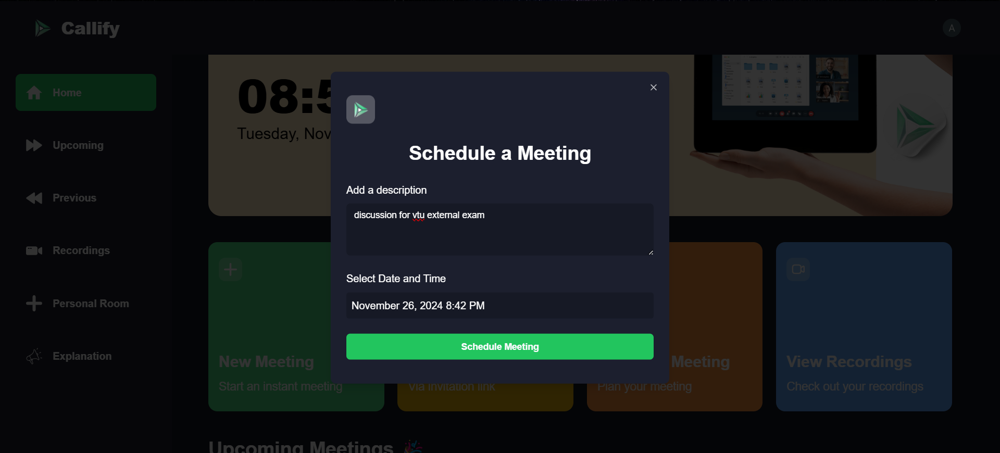 Callify
A
Home
Upcoming
Previous
Recordings
Personal Room
Explanation
08:5
Tuesday, Nov
Schedule a Meeting
Add a description
discussion for vtu external exam
Select Date and Time
November 26, 2024 8:42 PM
Schedule Meeting
New Meeting
Start an instant meeting
Via invitation link
Meeting
Plan your meeting
View Recordings
Check out your recordings
Upcoming Meetings